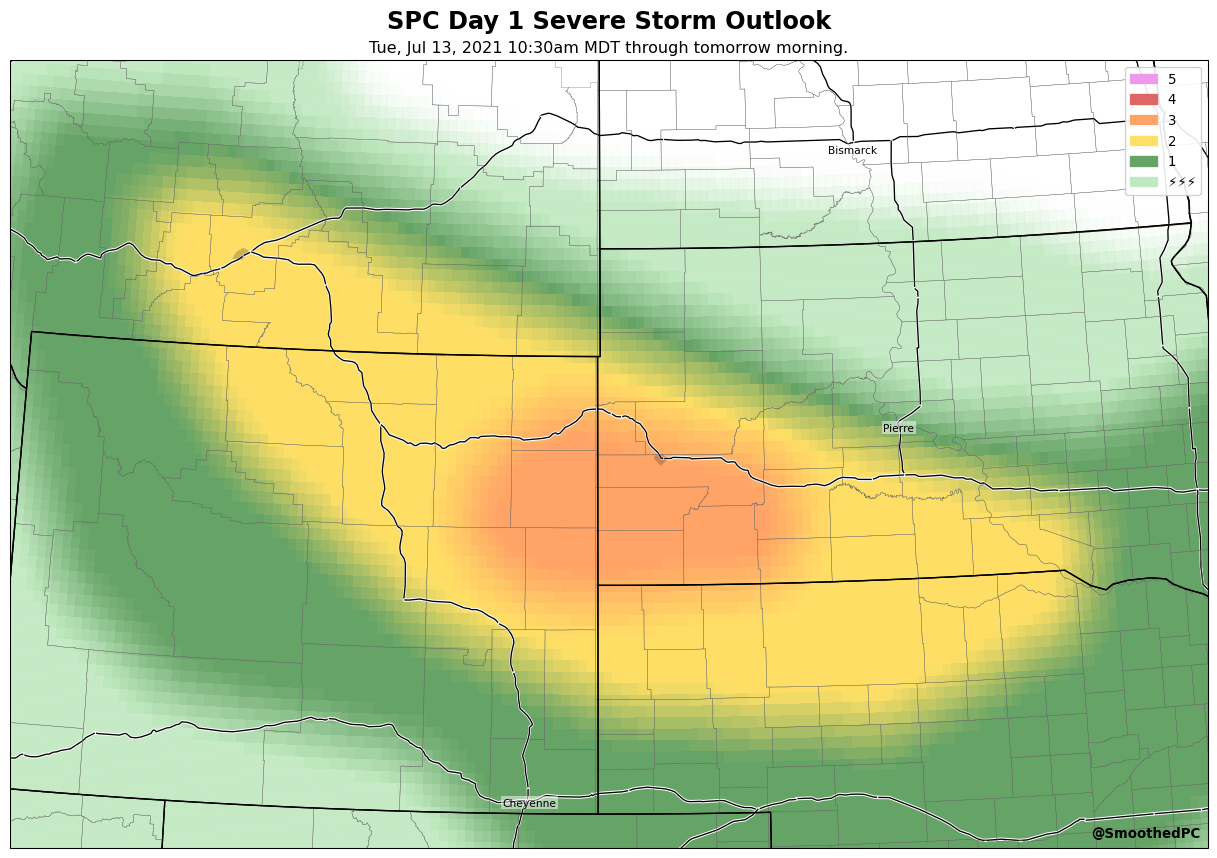 SPC Day 1 Severe Storm Outlook
Tue, Jul 13, 2021 10:30am MDT through tomorrow morning.
5
4
3
2
1
⚡⚡⚡
Bismarck
Pierre
Cheyenne
@SmoothedPC